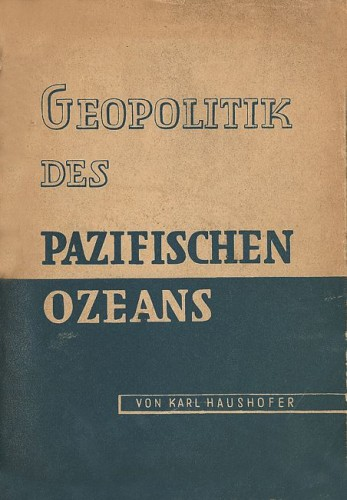 GEOPOLITIK
DES
PAZIFISCHEN
OZEANS
VON KARL HAUSHOFER